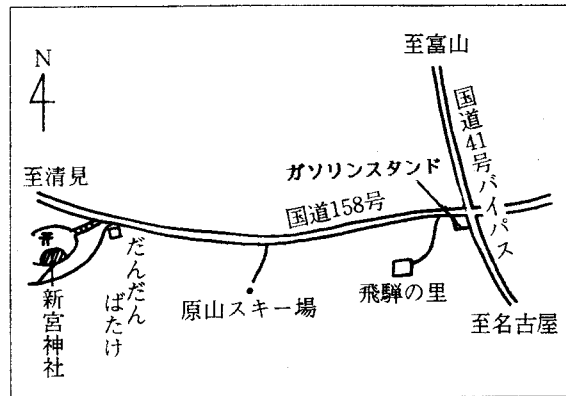 N
至富山
国道41号バイパス
ガソリンスタンド
至清見
国道158号
だんだん
ばたけ
新宮神社
原山スキー場
飛騨の里
至名古屋